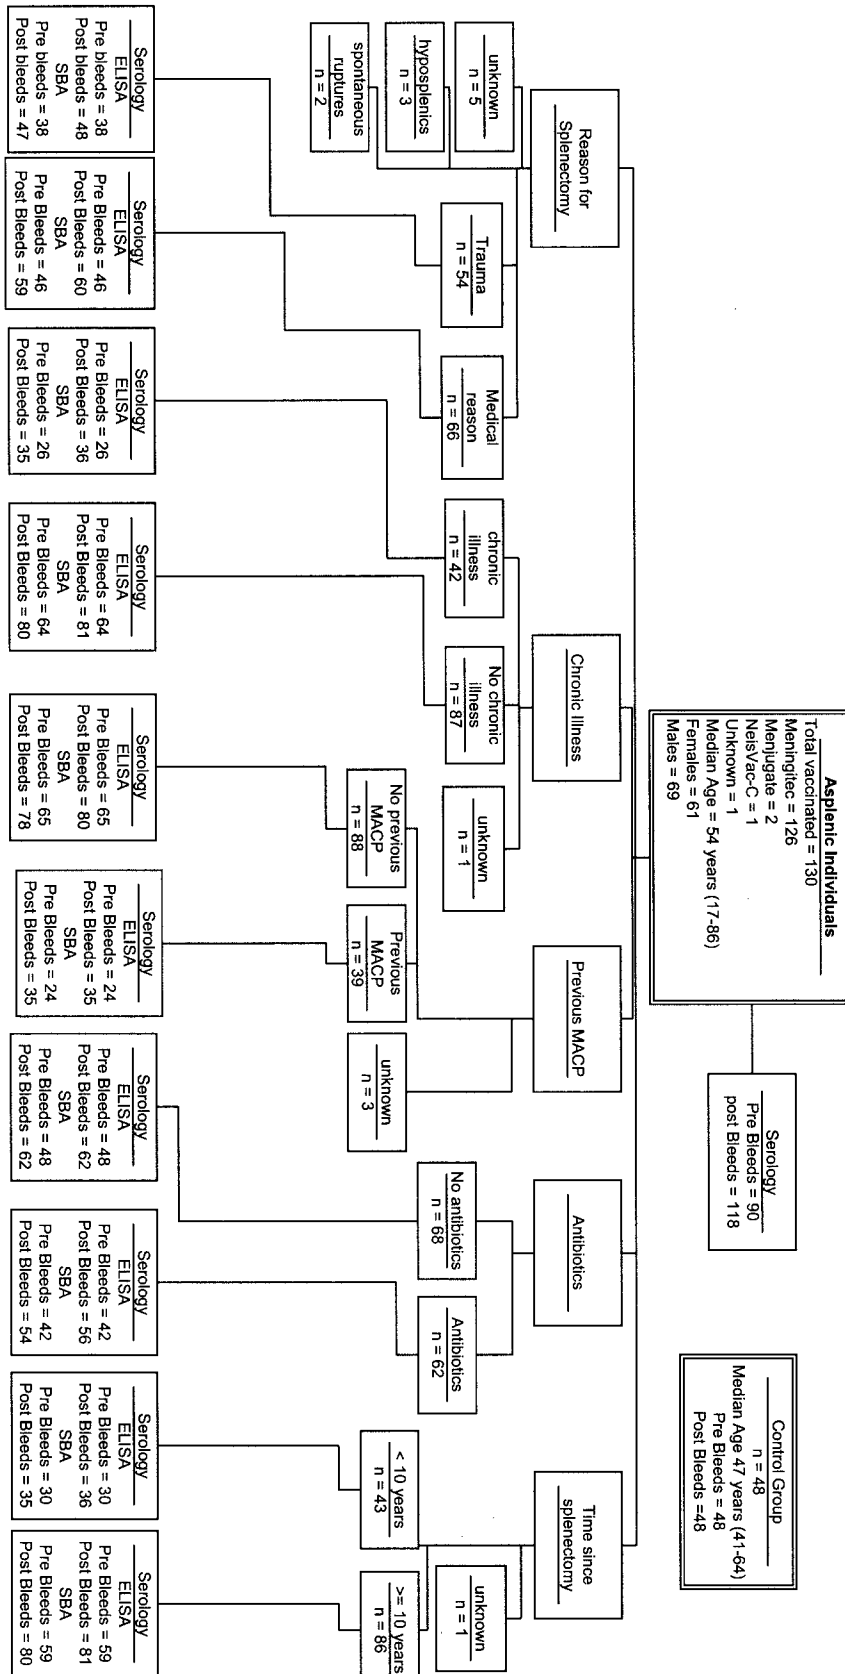 Asplenic Individuals
Total vaccinated = 130
Meningitec = 126
Menjugate = 2
NeisVac-C = 1
Unknown = 1
Median Age = 54 years (17-86)
Females = 61
Males = 69
Serology
Pre Bleeds = 90
post Bleeds = 118
Control Group
n = 48
Median Age 47 years (41-64)
Pre Bleeds = 48
Post Bleeds =48
Reason for
Splenectomy
Chronic Illness
Previous MACP
Antibiotics
Time since
splenectomy
unknown
n = 5
hyposplenics
n = 3
spontaneous
ruptures
n = 2
Trauma
n = 54
Medical
reason
n = 66
chronic
illness
n = 42
No chronic
illness
n = 87
unknown
n = 1
No previous
MACP
n = 88
Previous
MACP
n = 39
unknown
n = 3
No antibiotics
n = 68
Antibiotics
n = 62
< 10 years
n = 43
unknown
n = 1
>= 10 years
n = 86
Serology
ELISA
Pre bleeds = 38
Post bleeds = 48
SBA
Pre bleeds = 38
Post bleeds = 47
Serology
ELISA
Pre Bleeds = 46
Post Bleeds = 60
SBA
Pre Bleeds = 46
Post Bleeds = 59
Serology
ELISA
Pre Bleeds = 26
Post Bleeds = 36
SBA
Pre Bleeds = 26
Post Bleeds = 35
Serology
ELISA
Pre Bleeds = 64
Post Bleeds = 81
SBA
Pre Bleeds = 64
Post Bleeds = 80
Serology
ELISA
Pre Bleeds = 65
Post Bleeds = 80
SBA
Pre Bleeds = 65
Post Bleeds = 78
Serology
ELISA
Pre Bleeds = 24
Post Bleeds = 35
SBA
Pre Bleeds = 24
Post Bleeds = 35
Serology
ELISA
Pre Bleeds = 48
Post Bleeds = 62
SBA
Pre Bleeds = 48
Post Bleeds = 62
Serology
ELISA
Pre Bleeds = 42
Post Bleeds = 56
SBA
Pre Bleeds = 42
Post Bleeds = 54
Serology
ELISA
Pre Bleeds = 30
Post Bleeds = 36
SBA
Pre Bleeds = 30
Post Bleeds = 35
Serology
ELISA
Pre Bleeds = 59
Post Bleeds = 81
SBA
Pre Bleeds = 59
Post Bleeds = 80